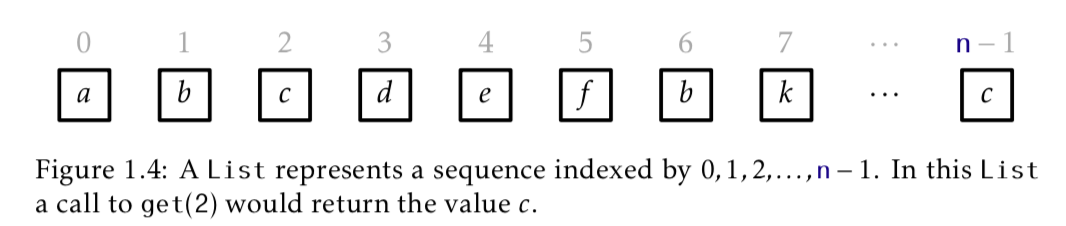 0 1 2 3 4 5 6 7 ... n − 1
a b c d e f b k ... c
Figure 1.4: A List represents a sequence indexed by 0,1,2,...,n − 1. In this List
a call to get(2) would return the value c.